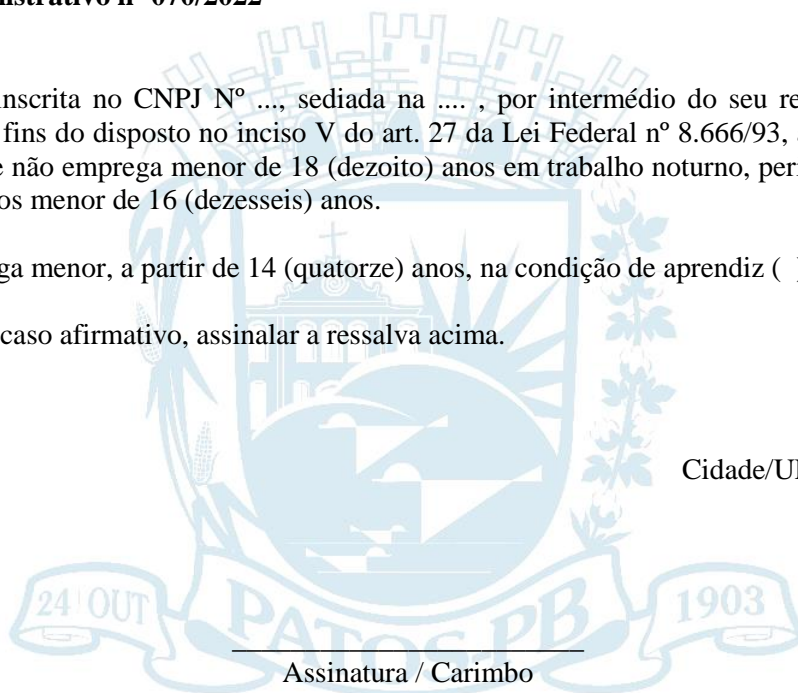 nistrativo nº 070/2022
inscrita no CNPJ Nº ..., sediada na .... , por intermédio do seu re
fins do disposto no inciso V do art. 27 da Lei Federal nº 8.666/93,
e não emprega menor de 18 (dezoito) anos em trabalho noturno, per
os menor de 16 (dezesseis) anos.
ga menor, a partir de 14 (quatorze) anos, na condição de aprendiz ( )
caso afirmativo, assinalar a ressalva acima.
Cidade/U
24 OUT
PATOS-PB
1903
Assinatura / Carimbo